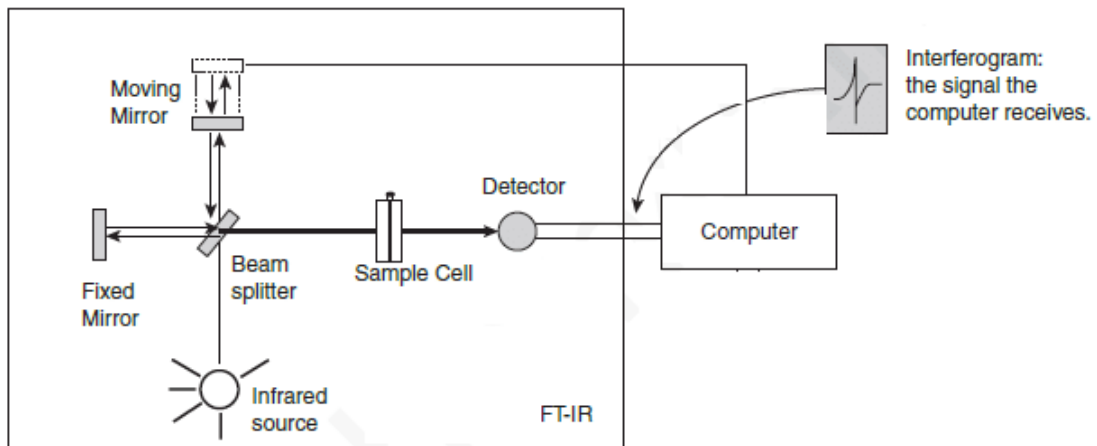 Moving
Mirror
Interferogram:
the signal the
computer receives.
Detector
Computer
Beam
splitter
Sample Cell
Fixed
Mirror
Infrared
source
FT-IR